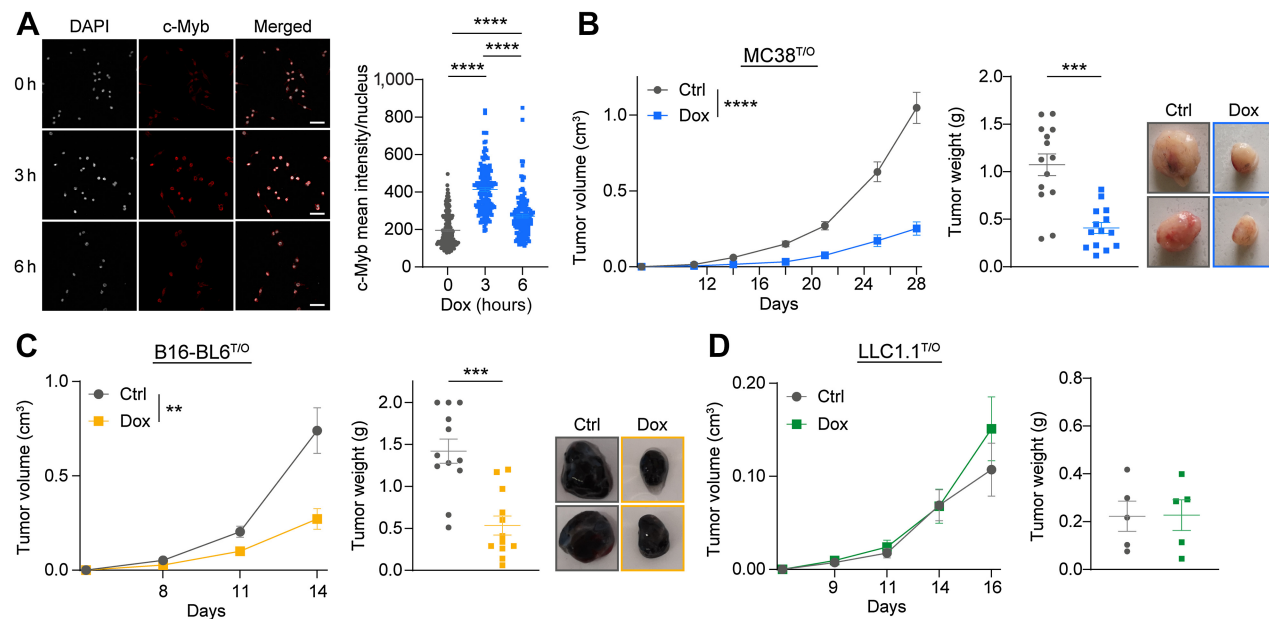 A
DAPI c-Myb Merged
0 h
3 h
6 h
****
****
****
c-Myb mean intensity/nucleus
1,000
800
600
400
200
0
0 3 6
Dox (hours)
B
MC38T/O
Ctrl
Dox
****
Tumor volume (cm³)
1.0
0.5
0.0
12 16 20 24 28
Days
***
Tumor weight (g)
2.0
1.5
1.0
0.5
0.0
Ctrl Dox
C
B16-BL6T/O
Ctrl
Dox
**
Tumor volume (cm³)
1.0
0.5
0.0
8 11 14
Days
***
Tumor weight (g)
2.0
1.5
1.0
0.5
0.0
Ctrl Dox
D
LLC1.1T/O
Ctrl
Dox
Tumor volume (cm³)
0.20
0.10
0.00
9 11 14 16
Days
Tumor weight (g)
0.8
0.6
0.4
0.2
0.0